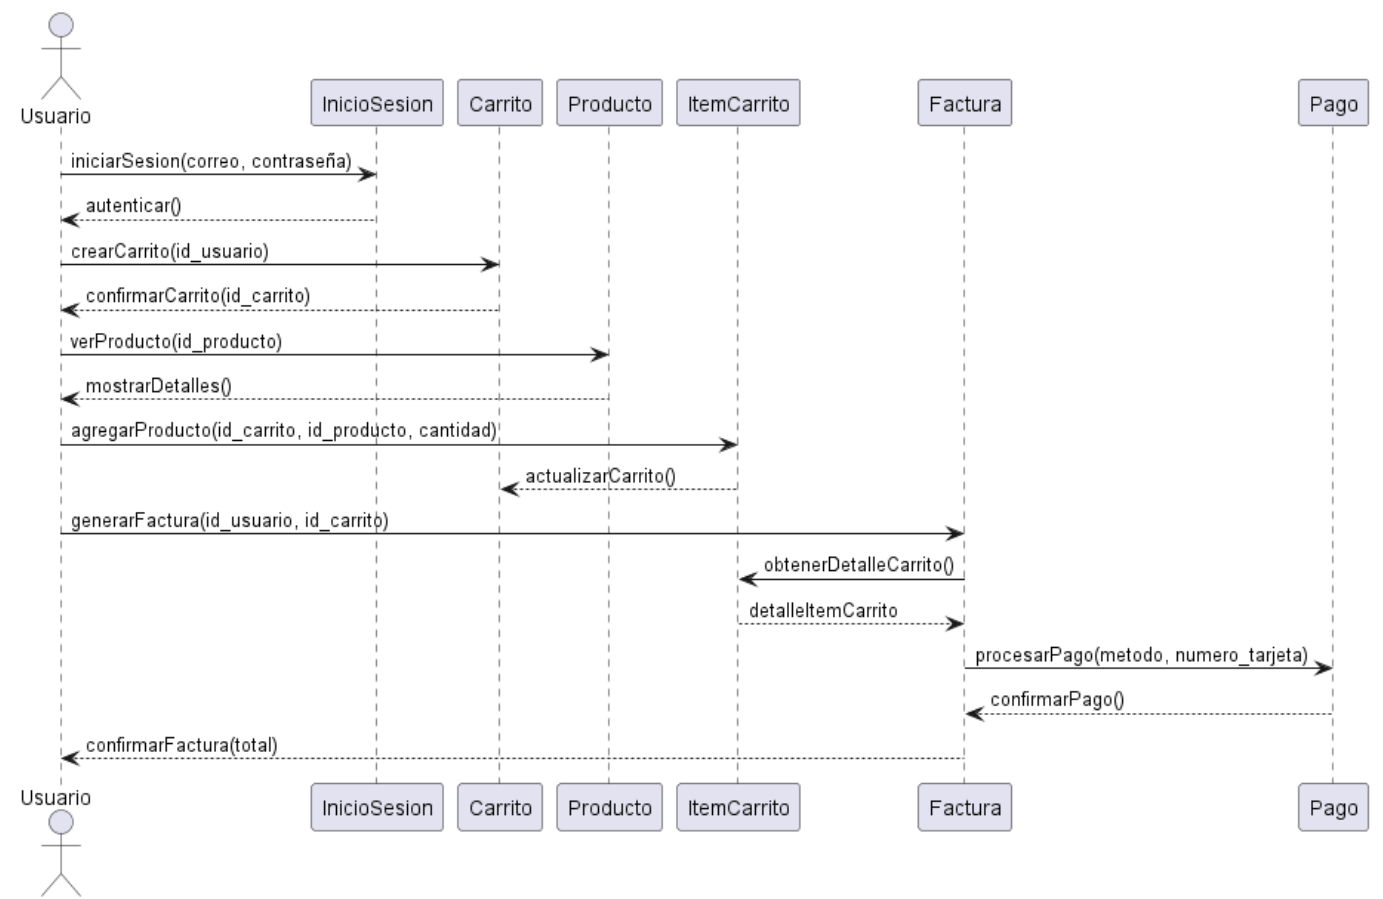 Usuario
InicioSesion
Carrito
Producto
ItemCarrito
Factura
Pago
iniciarSesion(correo, contraseña)
autenticar()
crearCarrito(id_usuario)
confirmarCarrito(id_carrito)
verProducto(id_producto)
mostrarDetalles()
agregarProducto(id_carrito, id_producto, cantidad)
actualizarCarrito()
generarFactura(id_usuario, id_carrito)
obtenerDetalleCarrito()
detalleItemCarrito
procesarPago(metodo, numero_tarjeta)
confirmarPago()
confirmarFactura(total)
Usuario
InicioSesion
Carrito
Producto
ItemCarrito
Factura
Pago